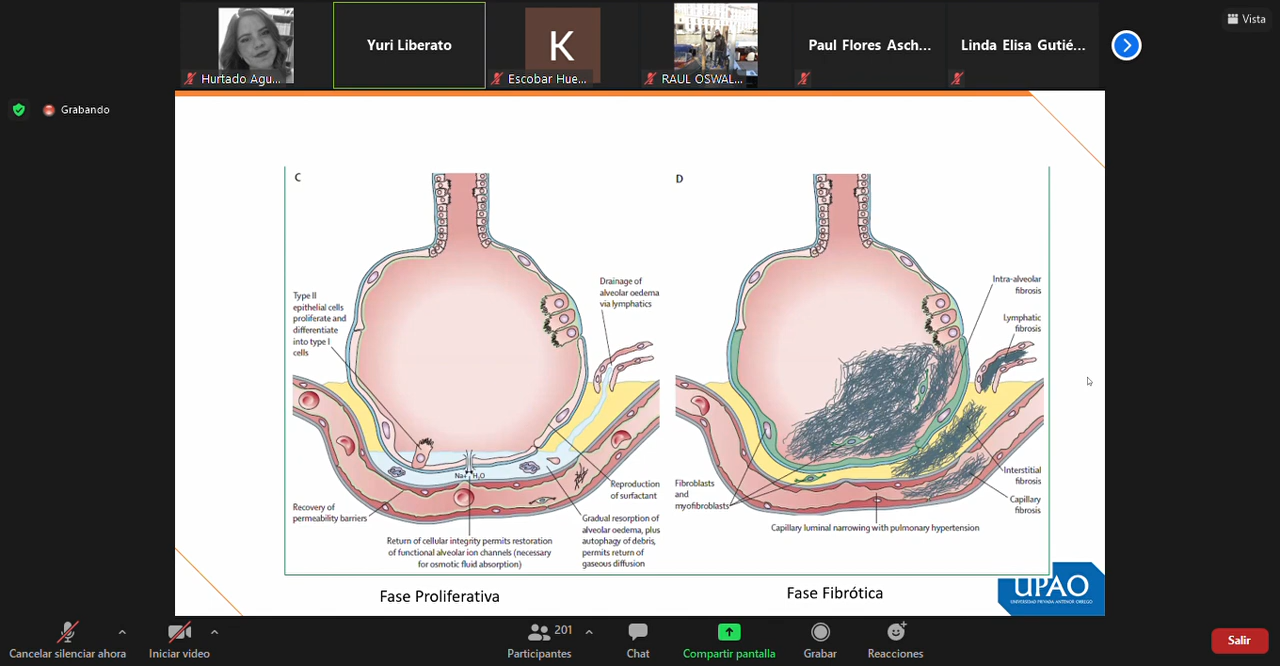 Vista
Hurtado Agu...
Yuri Liberato
K
Escobar Hue...
RAUL OSWAL...
Paul Flores Asch...
Linda Elisa Gutié...
Grabando
C
Type II
epithelial cells
proliferate and
differentiate
into type I
cells
Drainage of
alveolar oedema
via lymphatics
Na+
H₂O
Recovery of
permeability barriers
Return of cellular integrity permits restoration
of functional alveolar ion channels (necessary
for osmotic fluid absorption)
Reproduction
of surfactant
Gradual resorption of
alveolar oedema, plus
autophagy of debris,
permits return of
gaseous diffusion
Fase Proliferativa
D
Intra-alveolar
fibrosis
Lymphatic
fibrosis
Fibroblasts
and
myofibroblasts
Interstitial
fibrosis
Capillary
fibrosis
Capillary luminal narrowing with pulmonary hypertension
Fase Fibrótica
UPAO
UNIVERSIDAD PRIVADA ANTENOR ORREGO
Cancelar silenciar ahora
Iniciar video
201
Participantes
Chat
Compartir pantalla
Grabar
Reacciones
Salir